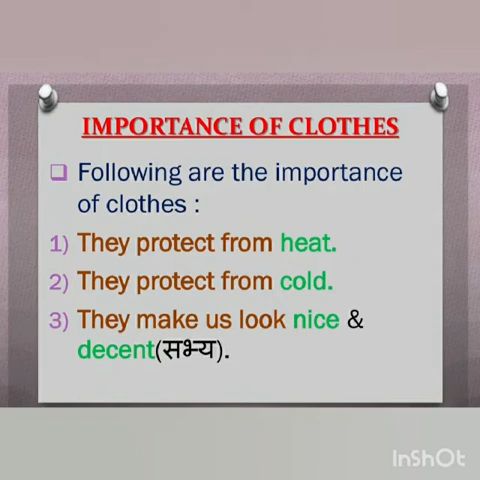 IMPORTANCE OF CLOTHES
❑ Following are the importance
of clothes :
1) They protect from heat.
2) They protect from cold.
3) They make us look nice &
decent(सभ्य).
InShOt